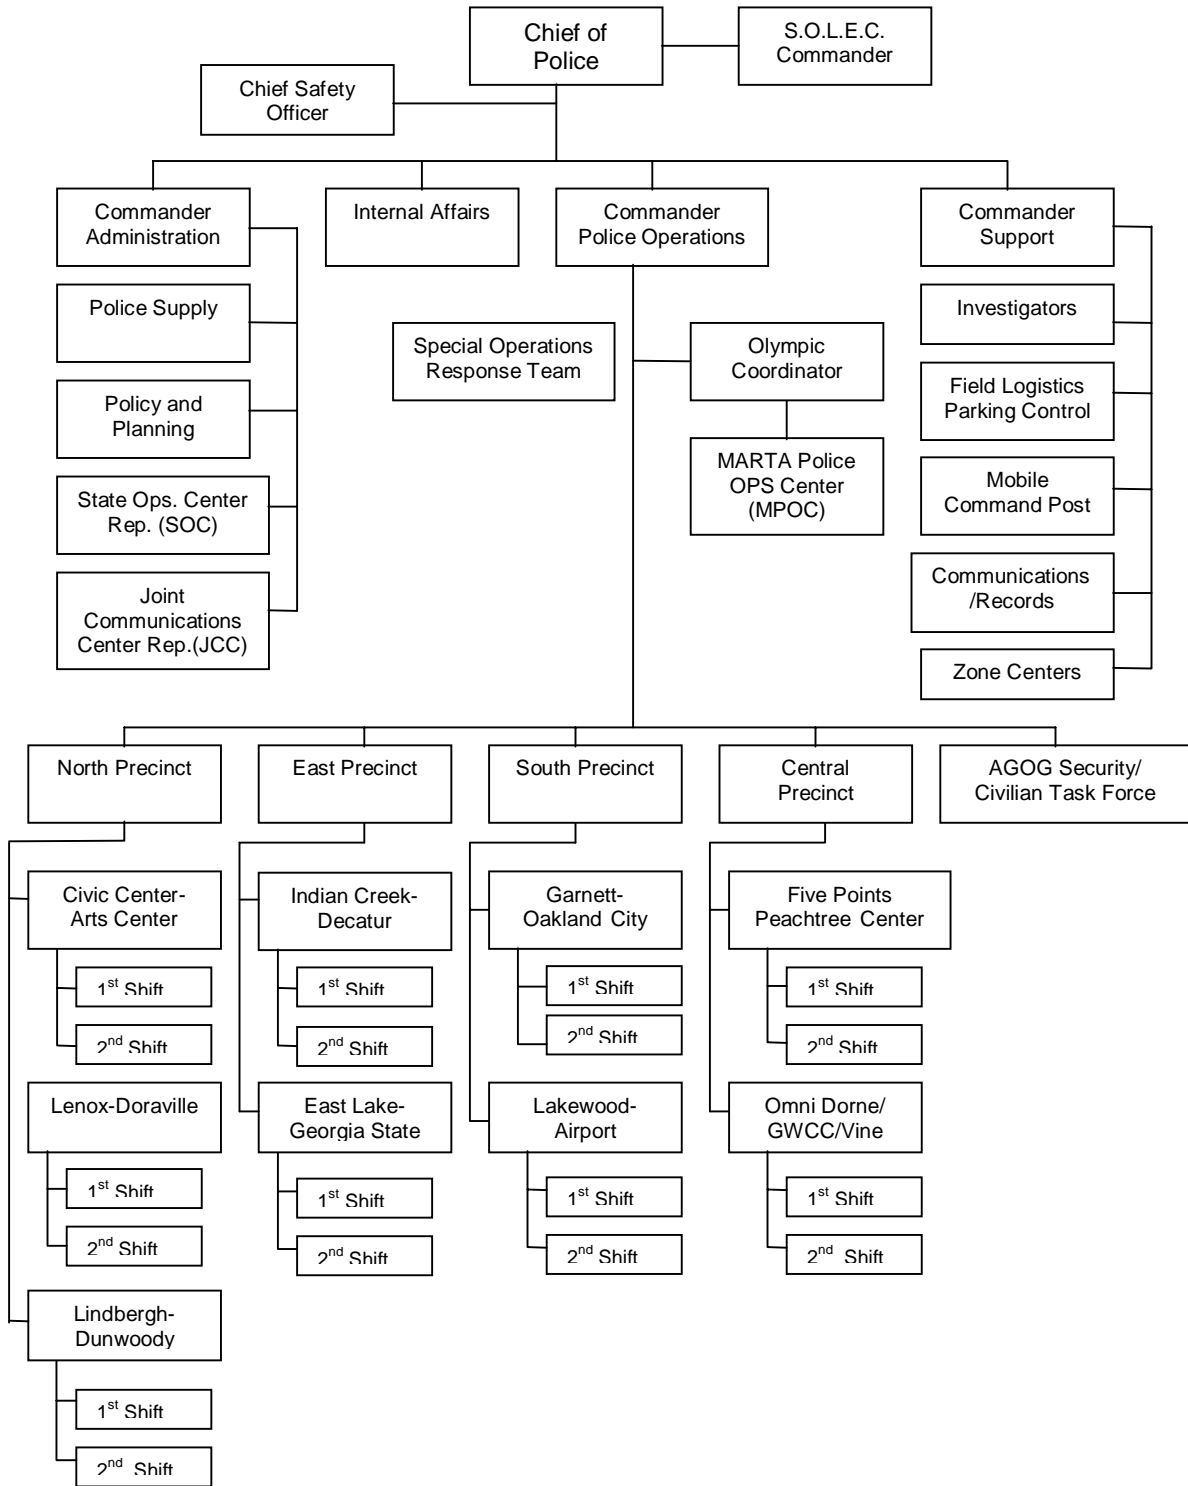 Chief of
Police
S.O.L.E.C.
Commander
Chief Safety
Officer
Commander
Administration
Internal Affairs
Commander
Police Operations
Commander
Support
Police Supply
Policy and
Planning
State Ops. Center
Rep. (SOC)
Joint
Communications
Center Rep.(JCC)
Special Operations
Response Team
Olympic
Coordinator
MARTA Police
OPS Center
(MPOC)
Investigators
Field Logistics
Parking Control
Mobile
Command Post
Communications
/Records
Zone Centers
North Precinct
Civic Center-
Arts Center
1st Shift
2nd Shift
Lenox-Doraville
1st Shift
2nd Shift
Lindbergh-
Dunwoody
1st Shift
2nd Shift
East Precinct
Indian Creek-
Decatur
1st Shift
2nd Shift
East Lake-
Georgia State
1st Shift
2nd Shift
South Precinct
Garnett-
Oakland City
1st Shift
2nd Shift
Lakewood-
Airport
1st Shift
2nd Shift
Central
Precinct
Five Points
Peachtree Center
1st Shift
2nd Shift
Omni Dorne/
GWCC/Vine
1st Shift
2nd Shift
AGOG Security/
Civilian Task Force